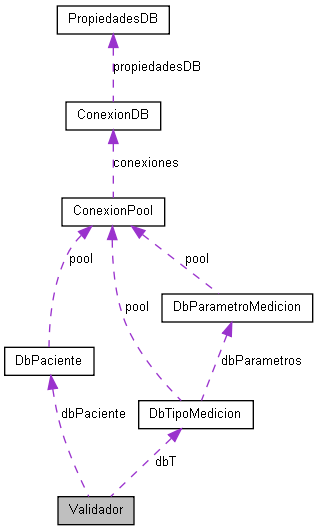 PropiedadesDB
propiedadesDB
ConexionDB
conexiones
ConexionPool
pool
pool
pool
DbParametroMedicion
DbPaciente
dbParametros
dbPaciente
DbTipoMedicion
dbT
Validador